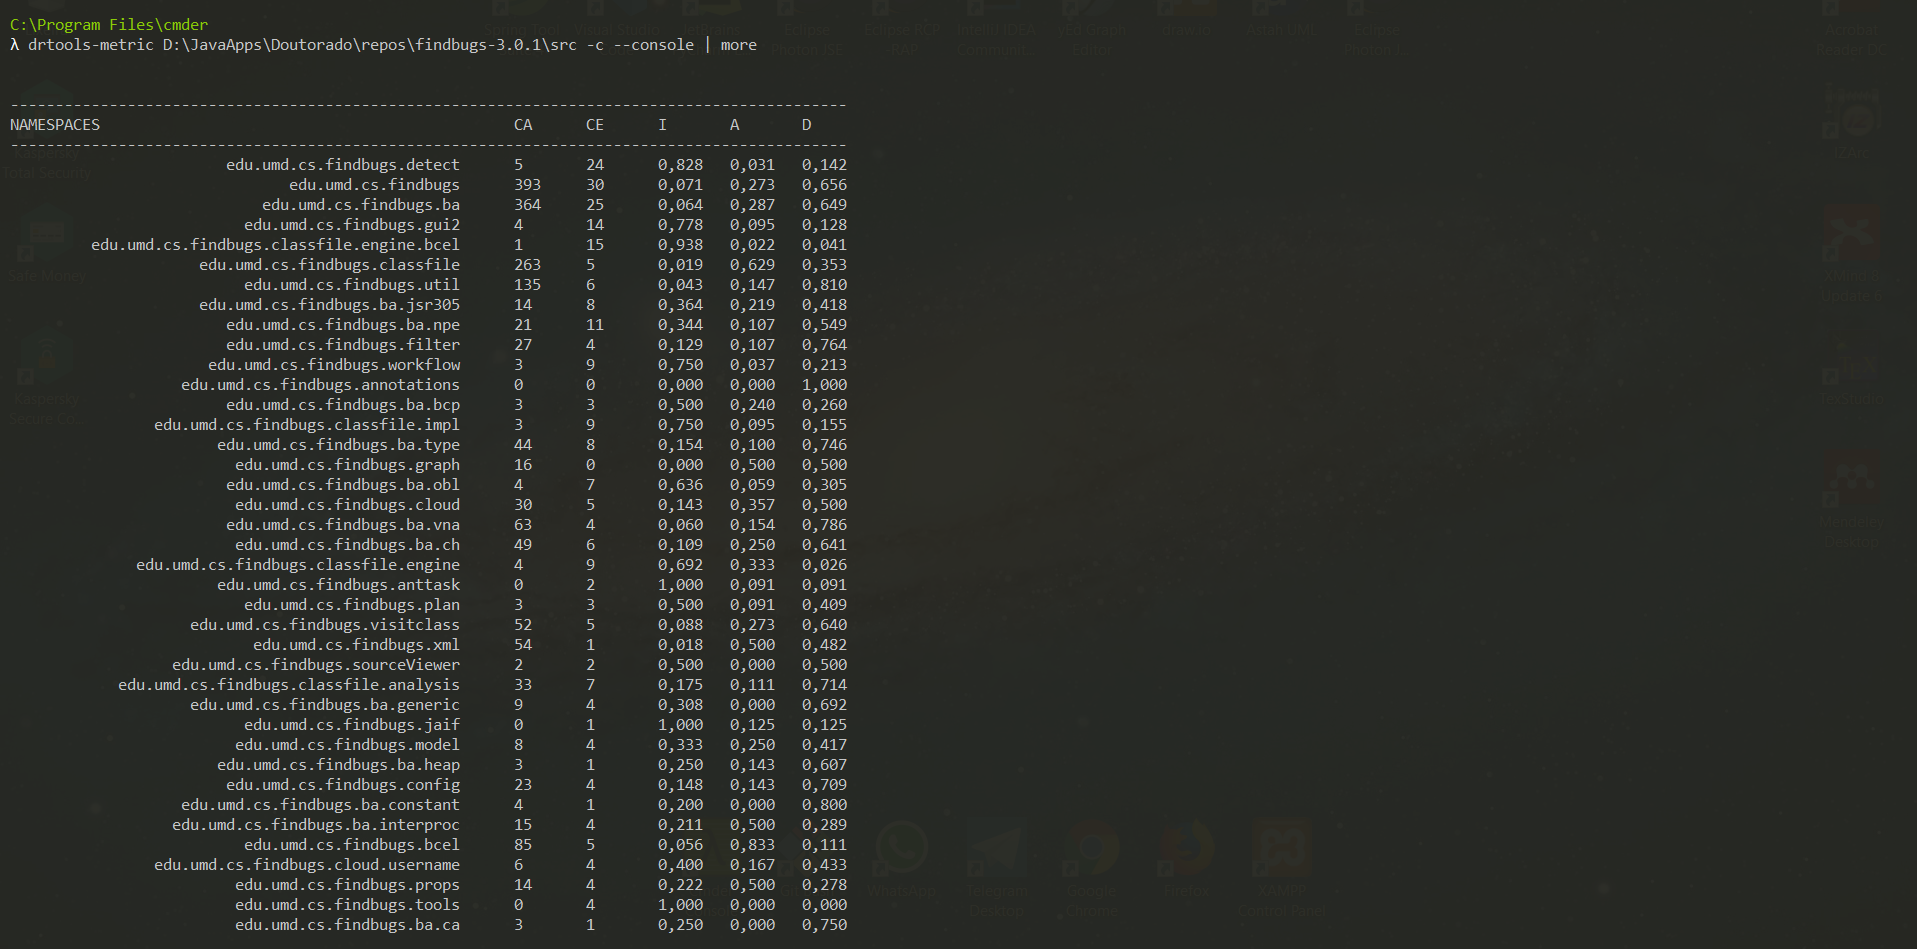 C:\Program Files\cmder
λ drtools-metric D:\JavaApps\Doutorado\repos\findbugs-3.0.1\src -c --console | more
---------------------------------------------------------------------------------------------
NAMESPACES CA CE I A D
---------------------------------------------------------------------------------------------
edu.umd.cs.findbugs.detect 5 24 0,828 0,031 0,142
edu.umd.cs.findbugs 393 30 0,071 0,273 0,656
edu.umd.cs.findbugs.ba 364 25 0,064 0,287 0,649
edu.umd.cs.findbugs.gui2 4 14 0,778 0,095 0,128
edu.umd.cs.findbugs.classfile.engine.bcel 1 15 0,938 0,022 0,041
edu.umd.cs.findbugs.classfile 263 5 0,019 0,629 0,353
edu.umd.cs.findbugs.util 135 6 0,043 0,147 0,810
edu.umd.cs.findbugs.ba.jsr305 14 8 0,364 0,219 0,418
edu.umd.cs.findbugs.ba.npe 21 11 0,344 0,107 0,549
edu.umd.cs.findbugs.filter 27 4 0,129 0,107 0,764
edu.umd.cs.findbugs.workflow 3 9 0,750 0,037 0,213
edu.umd.cs.findbugs.annotations 0 0 0,000 0,000 1,000
edu.umd.cs.findbugs.ba.bcp 3 3 0,500 0,240 0,260
edu.umd.cs.findbugs.classfile.impl 3 9 0,750 0,095 0,155
edu.umd.cs.findbugs.ba.type 44 8 0,154 0,100 0,746
edu.umd.cs.findbugs.graph 16 0 0,000 0,500 0,500
edu.umd.cs.findbugs.ba.obl 4 7 0,636 0,059 0,305
edu.umd.cs.findbugs.cloud 30 5 0,143 0,357 0,500
edu.umd.cs.findbugs.ba.vna 63 4 0,060 0,154 0,786
edu.umd.cs.findbugs.ba.ch 49 6 0,109 0,250 0,641
edu.umd.cs.findbugs.classfile.engine 4 9 0,692 0,333 0,026
edu.umd.cs.findbugs.anttask 0 2 1,000 0,091 0,091
edu.umd.cs.findbugs.plan 3 3 0,500 0,091 0,409
edu.umd.cs.findbugs.visitclass 52 5 0,088 0,273 0,640
edu.umd.cs.findbugs.xml 54 1 0,018 0,500 0,482
edu.umd.cs.findbugs.sourceViewer 2 2 0,500 0,000 0,500
edu.umd.cs.findbugs.classfile.analysis 33 7 0,175 0,111 0,714
edu.umd.cs.findbugs.ba.generic 9 4 0,308 0,000 0,692
edu.umd.cs.findbugs.jaif 0 1 1,000 0,125 0,125
edu.umd.cs.findbugs.model 8 4 0,333 0,250 0,417
edu.umd.cs.findbugs.ba.heap 3 1 0,250 0,143 0,607
edu.umd.cs.findbugs.config 23 4 0,148 0,143 0,709
edu.umd.cs.findbugs.ba.constant 4 1 0,200 0,000 0,800
edu.umd.cs.findbugs.ba.interproc 15 4 0,211 0,500 0,289
edu.umd.cs.findbugs.bcel 85 5 0,056 0,833 0,111
edu.umd.cs.findbugs.cloud.username 6 4 0,400 0,167 0,433
edu.umd.cs.findbugs.props 14 4 0,222 0,500 0,278
edu.umd.cs.findbugs.tools 0 4 1,000 0,000 0,000
edu.umd.cs.findbugs.ba.ca 3 1 0,250 0,000 0,750
Kaspersky
Total Security
Safe Money
Kaspersky
Secure Co...
Acrobat
Reader DC
Mendeley
Desktop
WhatsApp
Telegram
Desktop
Google
Chrome
Firefox
XAMPP
Control Panel